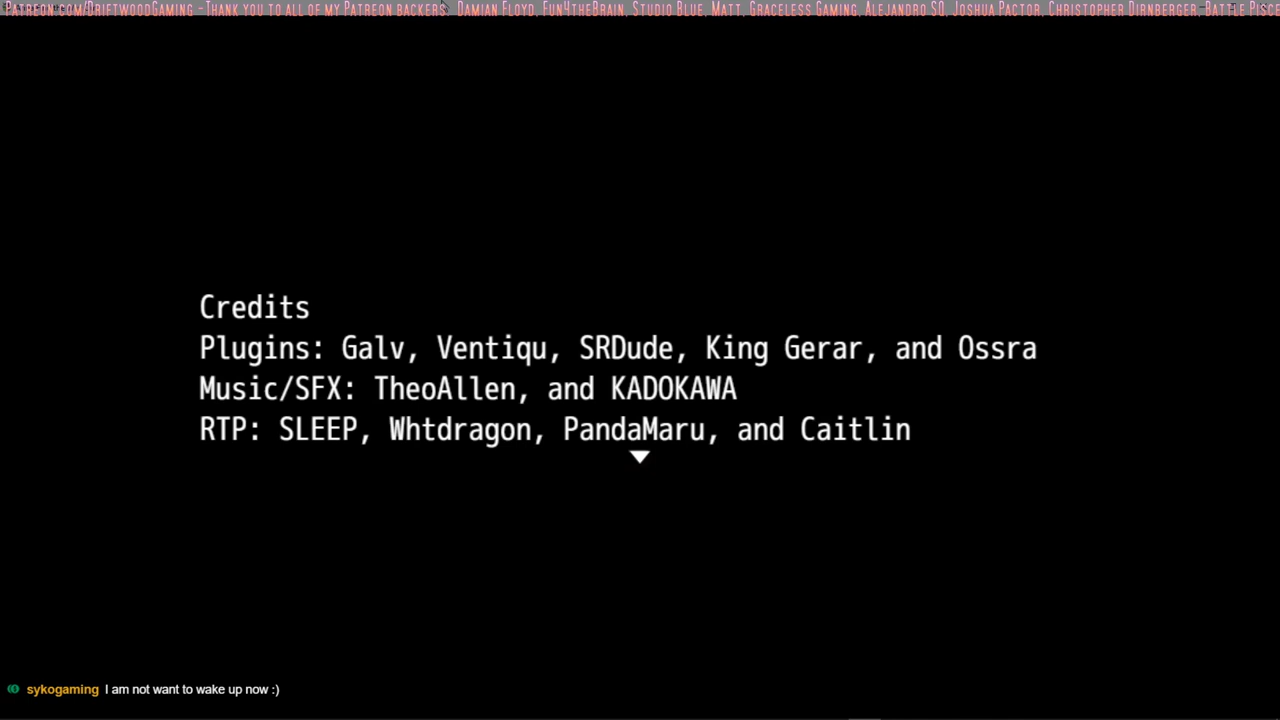 Patreon.com/DriftwoodGaming -Thank you to all of my Patreon backers: Damian Floyd, Fun4theBrain, Studio Blue, Matt, Graceless Gaming, Alejandro SQ, Joshua Pactor, Christopher Dirnberger, Battle Pisce
Credits
Plugins: Galv, Ventiqu, SRDude, King Gerar, and Ossra
Music/SFX: TheoAllen, and KADOKAWA
RTP: SLEEP, Whtdragon, PandaMaru, and Caitlin
sykogaming I am not want to wake up now :)